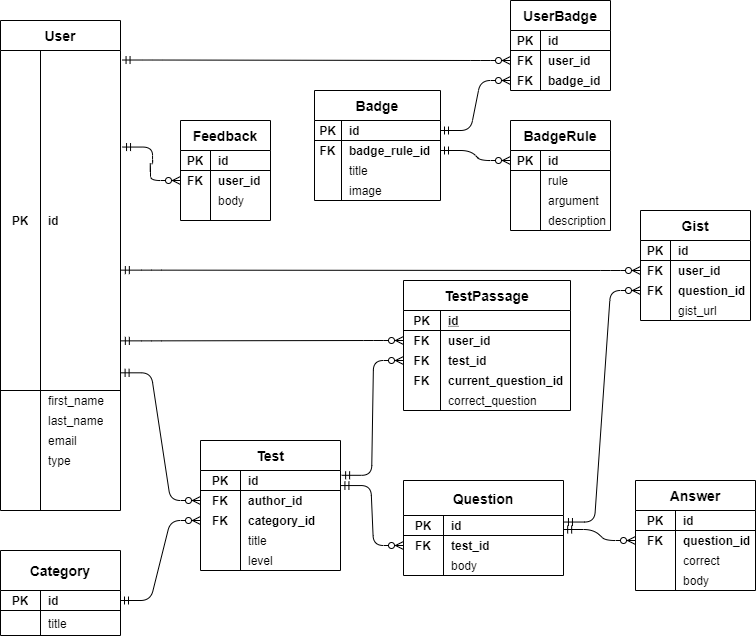 User
PK id
first_name
last_name
email
type
UserBadge
PK id
FK user_id
FK badge_id
Badge
PK id
FK badge_rule_id
title
image
BadgeRule
PK id
rule
argument
description
Feedback
PK id
FK user_id
body
Gist
PK id
FK user_id
FK question_id
gist_url
TestPassage
PK id
FK user_id
FK test_id
FK current_question_id
correct_question
Test
PK id
FK author_id
FK category_id
title
level
Question
PK id
FK test_id
body
Answer
PK id
FK question_id
correct
body
Category
PK id
title